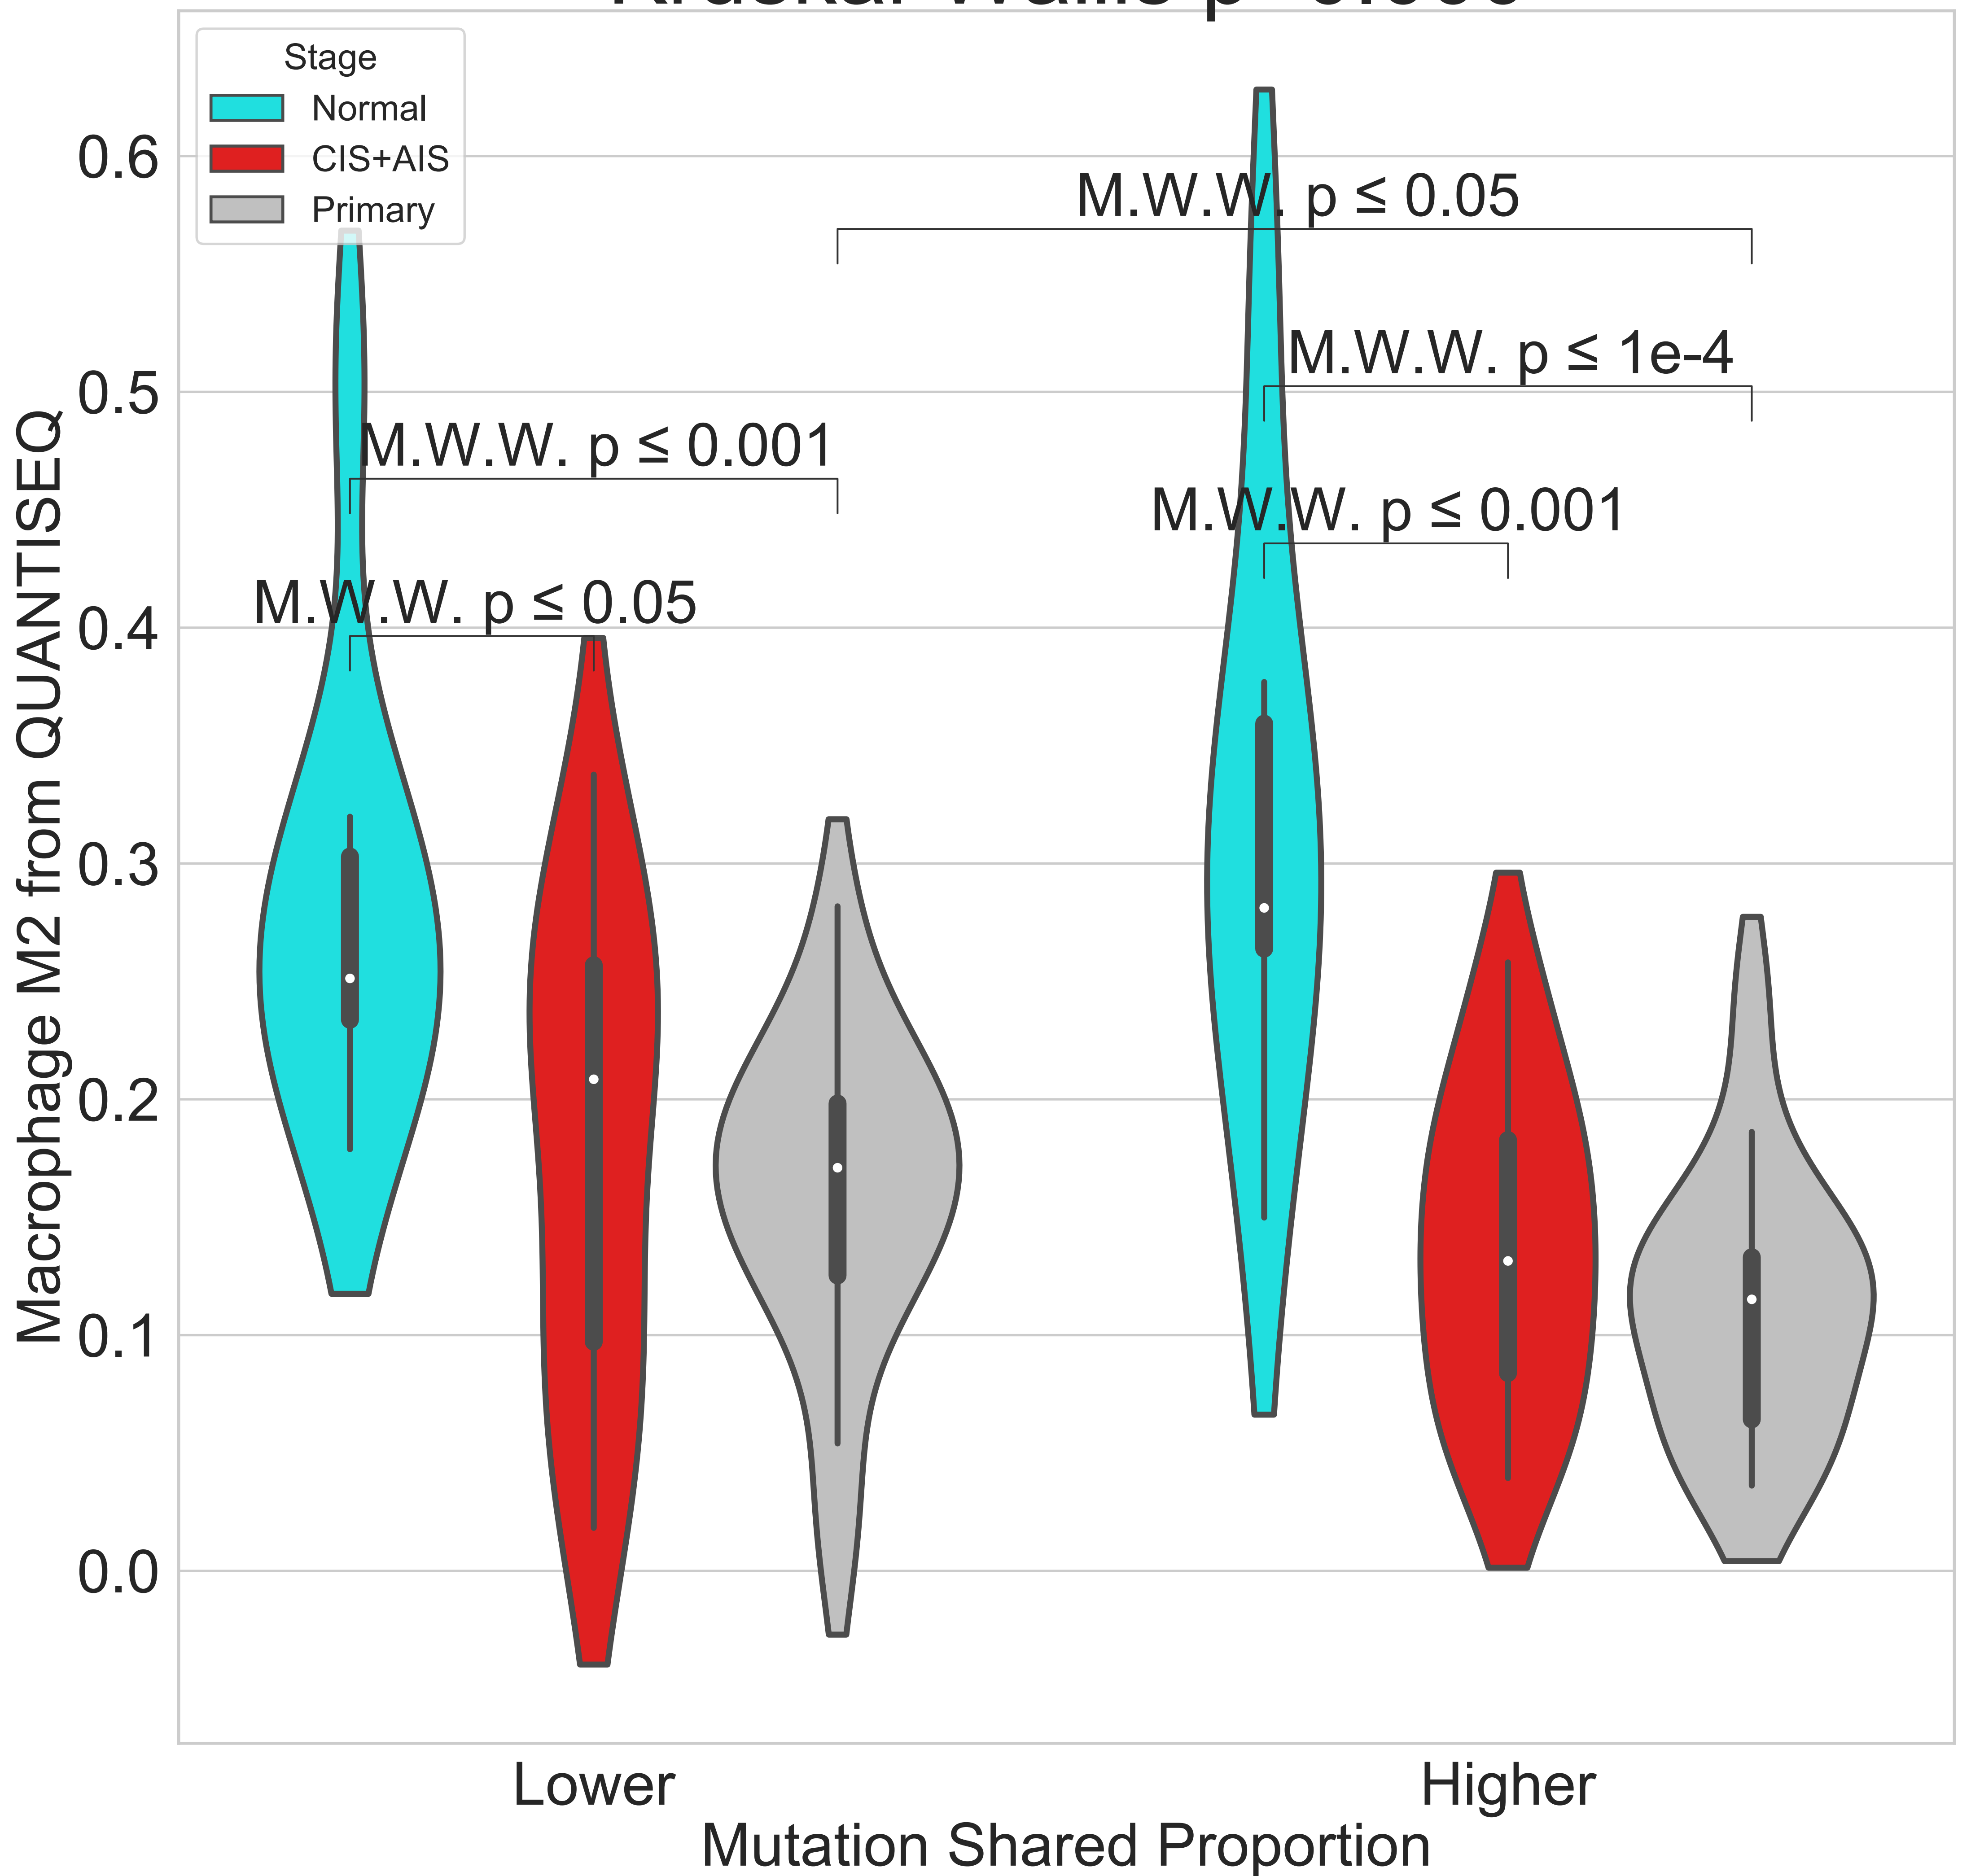 Stage
Normal
CIS+AIS
Primary
M.W.W. p ≤ 0.05
M.W.W. p ≤ 1e-4
M.W.W. p ≤ 0.001
M.W.W. p ≤ 0.001
M.W.W. p ≤ 0.05
0.6
0.5
0.4
0.3
0.2
0.1
0.0
Macrophage M2 from QUANTISEQ
Lower
Higher
Mutation Shared Proportion